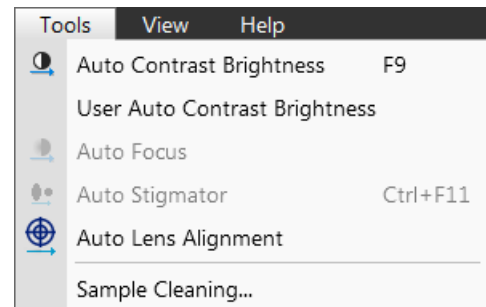 Tools View Help
Auto Contrast Brightness F9
User Auto Contrast Brightness
Auto Focus
Auto Stigmator Ctrl+F11
Auto Lens Alignment
Sample Cleaning...